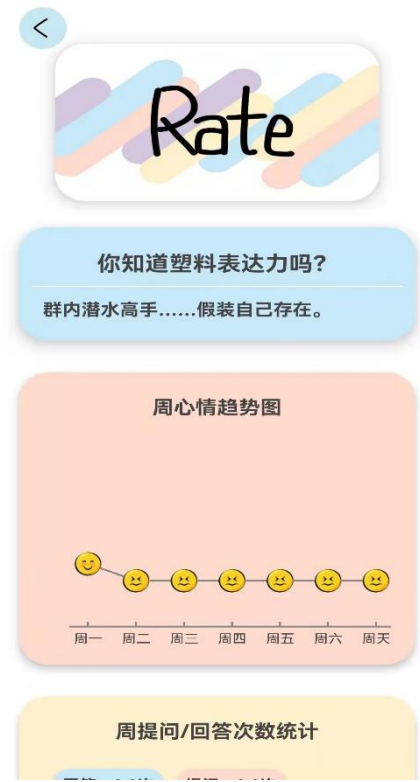 Rate
你知道塑料表达力吗?
群内潜水高手......假装自己存在。
周心情趋势图
周一 周二 周三 周四 周五 周六 周天
周提问/回答次数统计